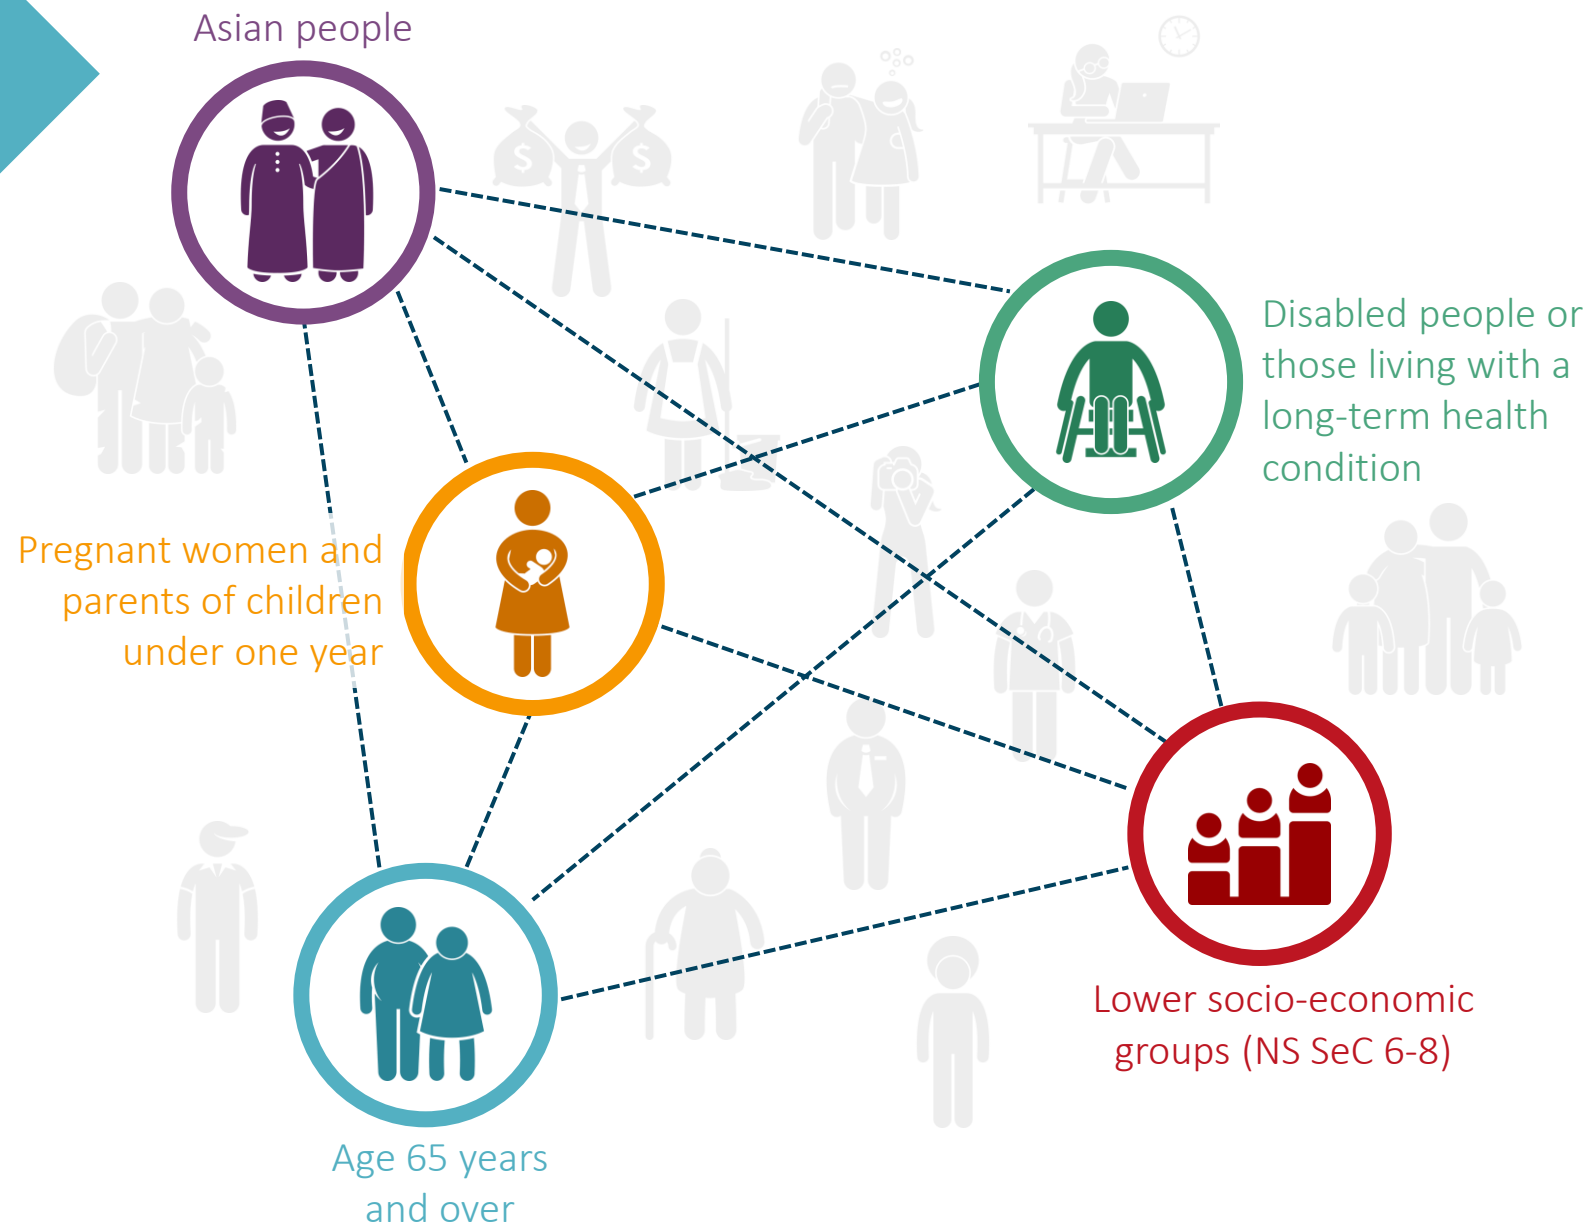 Asian people
$ $
Disabled people or
those living with a
long-term health
condition
Pregnant women and
parents of children
under one year
Lower socio-economic
groups (NS SeC 6-8)
Age 65 years
and over